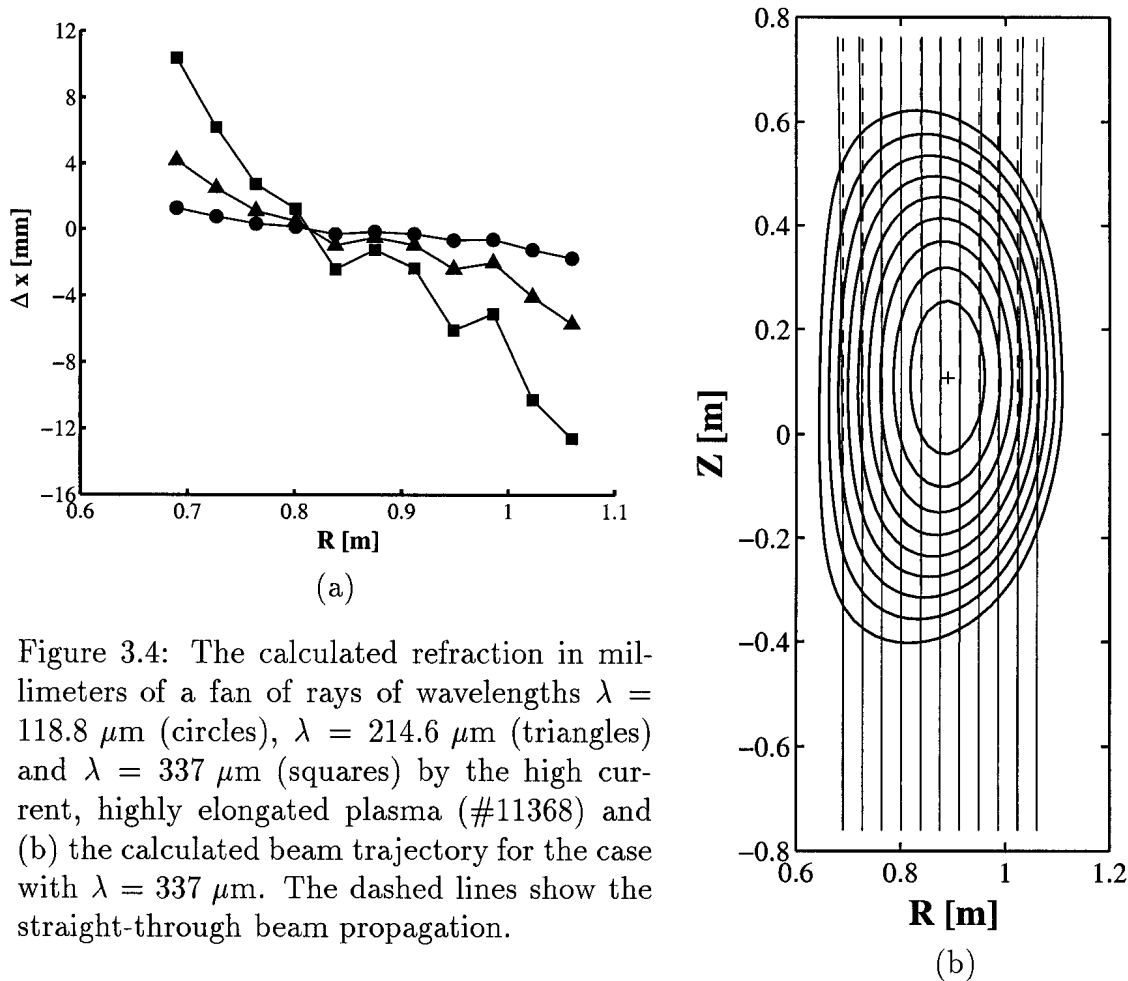 12
8
4
0
−4
−8
−12
−16
Δ x [mm]
0.6 0.7 0.8 0.9 1 1.1
R [m]
(a)
Figure 3.4: The calculated refraction in mil-
limeters of a fan of rays of wavelengths λ =
118.8 μm (circles), λ = 214.6 μm (triangles)
and λ = 337 μm (squares) by the high cur-
rent, highly elongated plasma (#11368) and
(b) the calculated beam trajectory for the case
with λ = 337 μm. The dashed lines show the
straight-through beam propagation.
0.8
0.6
0.4
0.2
0
−0.2
−0.4
−0.6
−0.8
Z [m]
0.6 0.8 1 1.2
R [m]
(b)